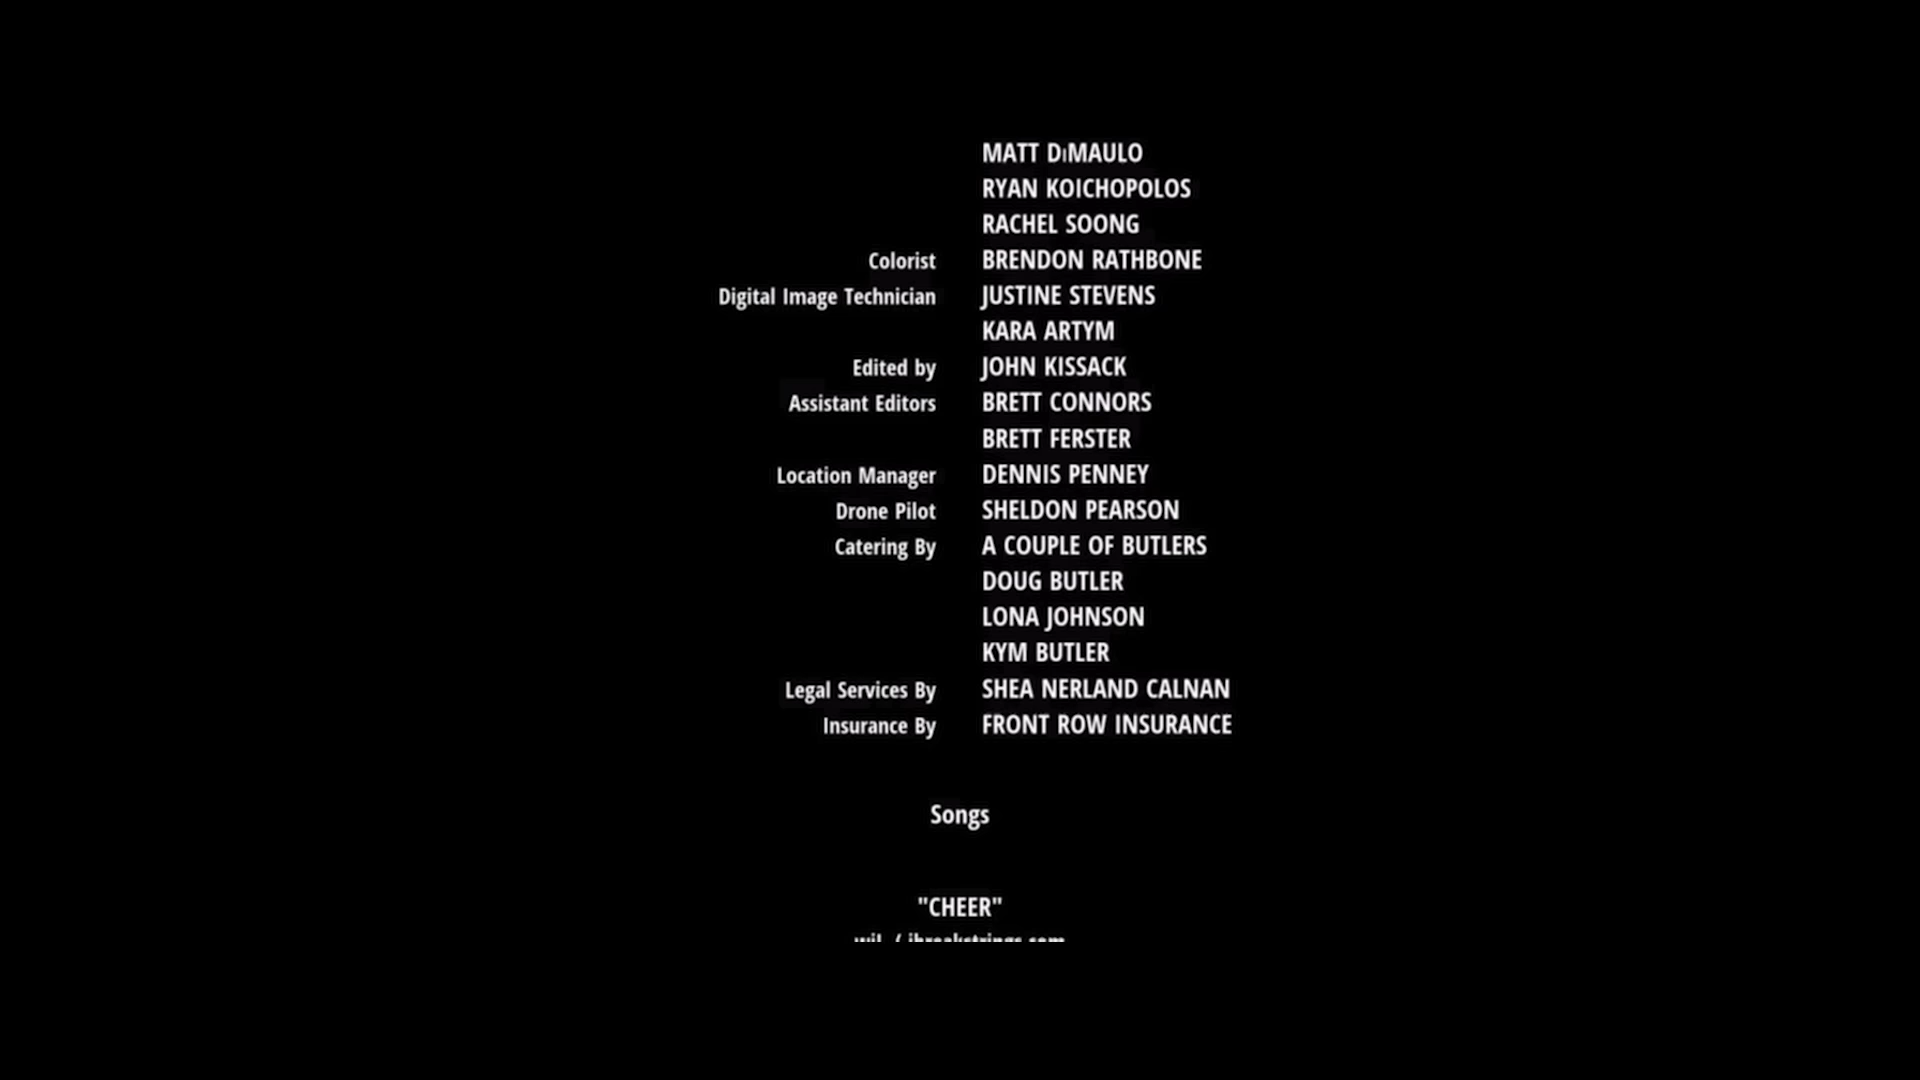 MATT DiMAULO
RYAN KOICHOPOLOS
RACHEL SOONG
Colorist BRENDON RATHBONE
Digital Image Technician JUSTINE STEVENS
KARA ARTYM
Edited by JOHN KISSACK
Assistant Editors BRETT CONNORS
BRETT FERSTER
Location Manager DENNIS PENNEY
Drone Pilot SHELDON PEARSON
Catering By A COUPLE OF BUTLERS
DOUG BUTLER
LONA JOHNSON
KYM BUTLER
Legal Services By SHEA NERLAND CALNAN
Insurance By FRONT ROW INSURANCE
Songs
"CHEER"
wil / ibreakstrings.com